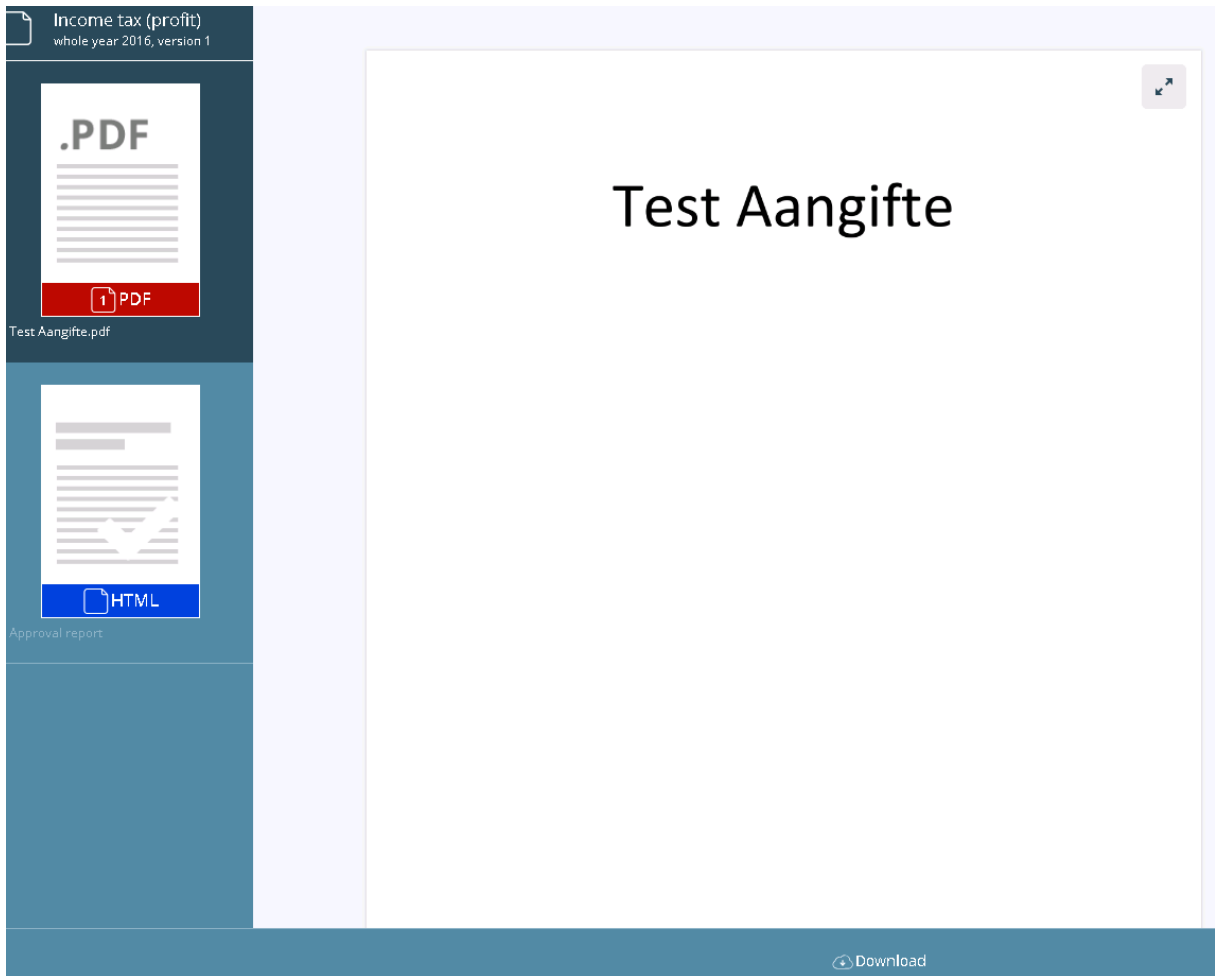 Income tax (profit)
whole year 2016, version 1
.PDF
1 PDF
Test Aangifte.pdf
HTML
Approval report
Test Aangifte
Download